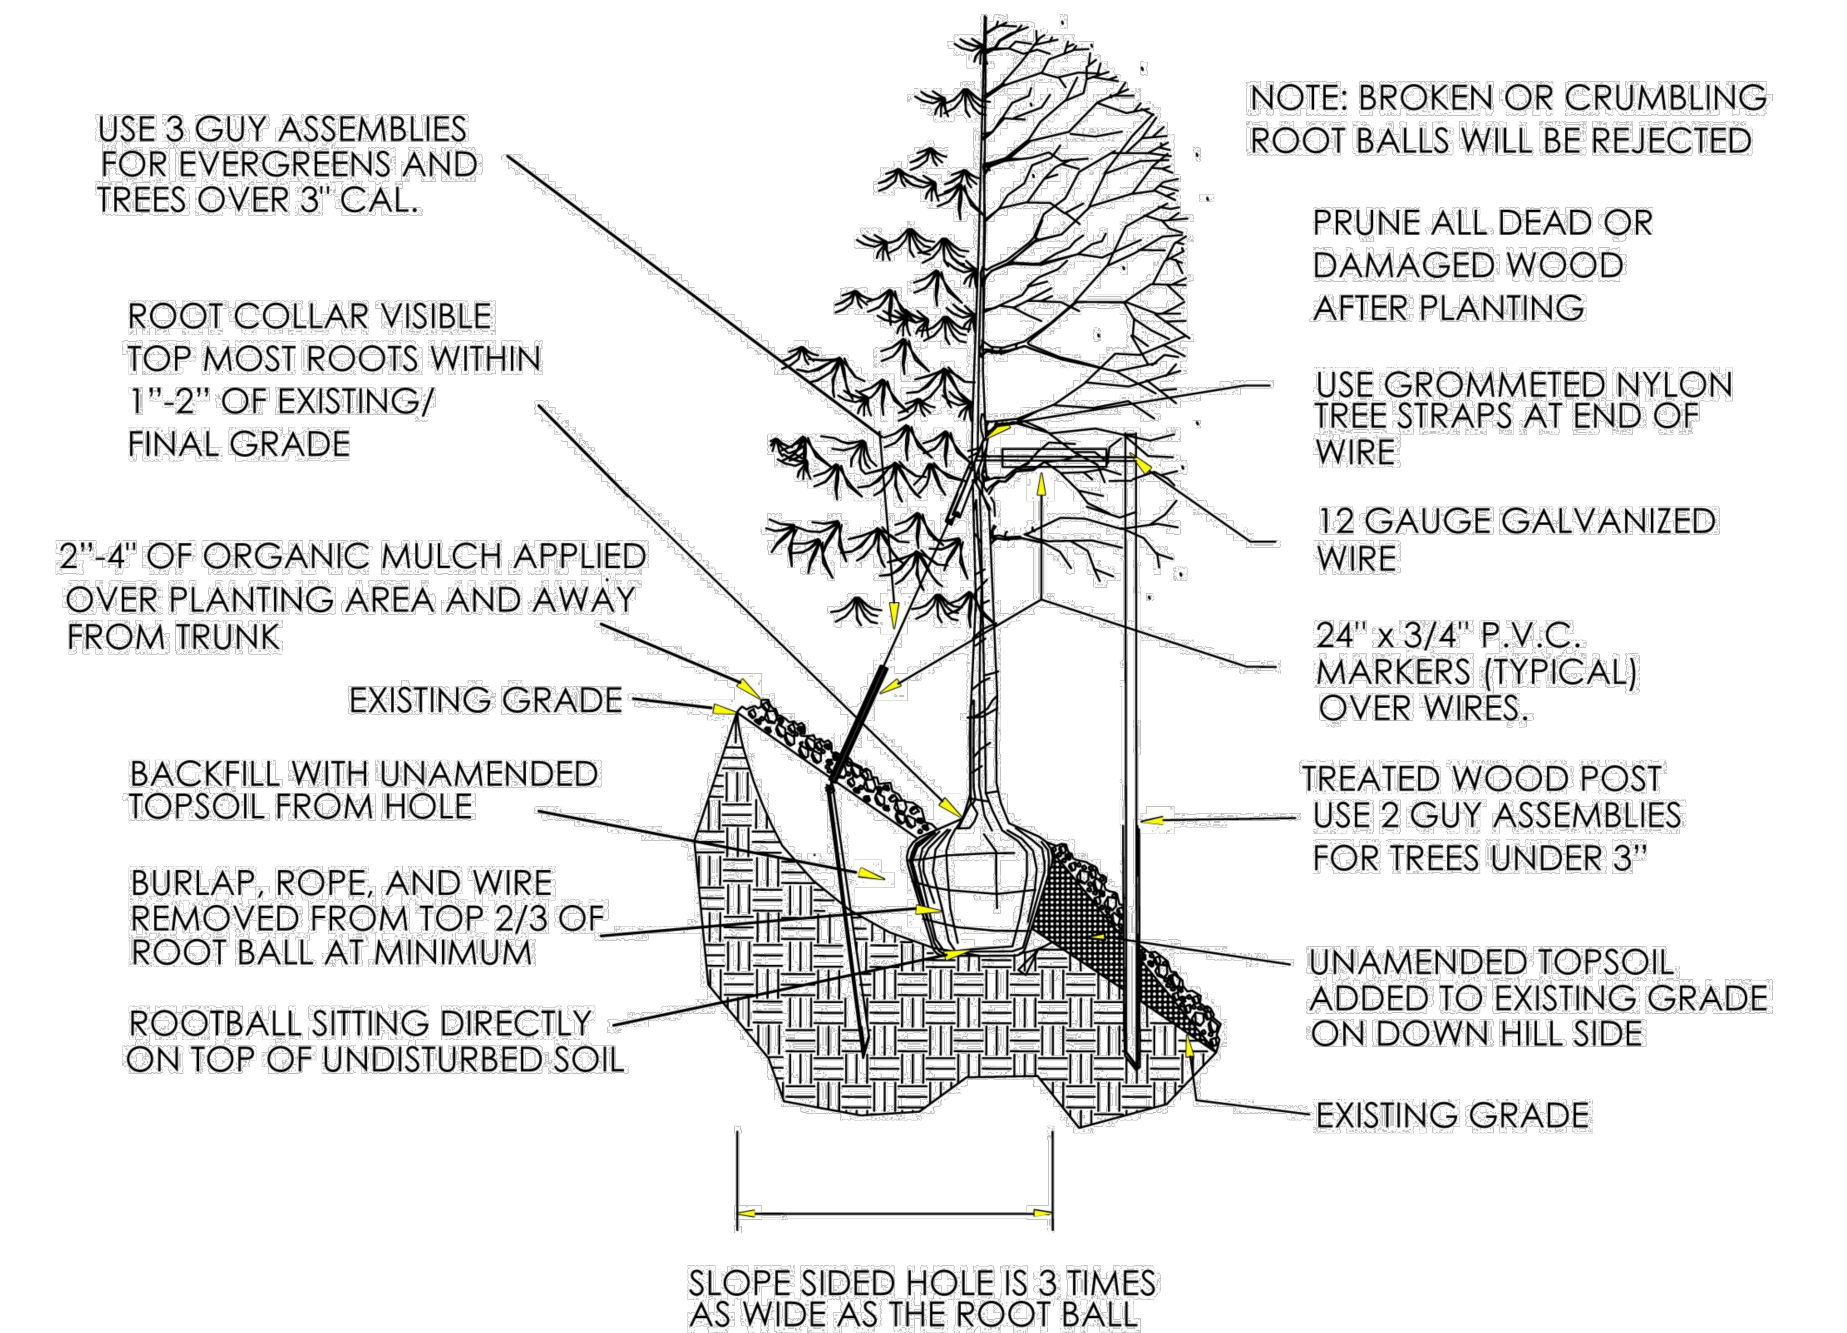 USE 3 GUY ASSEMBLIES
FOR EVERGREENS AND
TREES OVER 3" CAL.
ROOT COLLAR VISIBLE
TOP MOST ROOTS WITHIN
1”-2” OF EXISTING/
FINAL GRADE
2”-4" OF ORGANIC MULCH APPLIED
OVER PLANTING AREA AND AWAY
FROM TRUNK
EXISTING GRADE
BACKFILL WITH UNAMENDED
TOPSOIL FROM HOLE
BURLAP, ROPE, AND WIRE
REMOVED FROM TOP 2/3 OF
ROOT BALL AT MINIMUM
ROOTBALL SITTING DIRECTLY
ON TOP OF UNDISTURBED SOIL
NOTE: BROKEN OR CRUMBLING
ROOT BALLS WILL BE REJECTED
PRUNE ALL DEAD OR
DAMAGED WOOD
AFTER PLANTING
USE GROMMETED NYLON
TREE STRAPS AT END OF
WIRE
12 GAUGE GALVANIZED
WIRE
24" x 3/4" P.V.C.
MARKERS (TYPICAL)
OVER WIRES.
TREATED WOOD POST
USE 2 GUY ASSEMBLIES
FOR TREES UNDER 3”
UNAMENDED TOPSOIL
ADDED TO EXISTING GRADE
ON DOWN HILL SIDE
EXISTING GRADE
SLOPE SIDED HOLE IS 3 TIMES
AS WIDE AS THE ROOT BALL